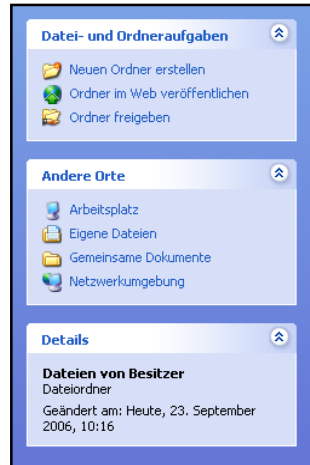 Datei- und Ordneraufgaben
Neuen Ordner erstellen
Ordner im Web veröffentlichen
Ordner freigeben
Andere Orte
Arbeitsplatz
Eigene Dateien
Gemeinsame Dokumente
Netzwerkumgebung
Details
Dateien von Besitzer
Dateiordner
Geändert am: Heute, 23. September
2006, 10:16